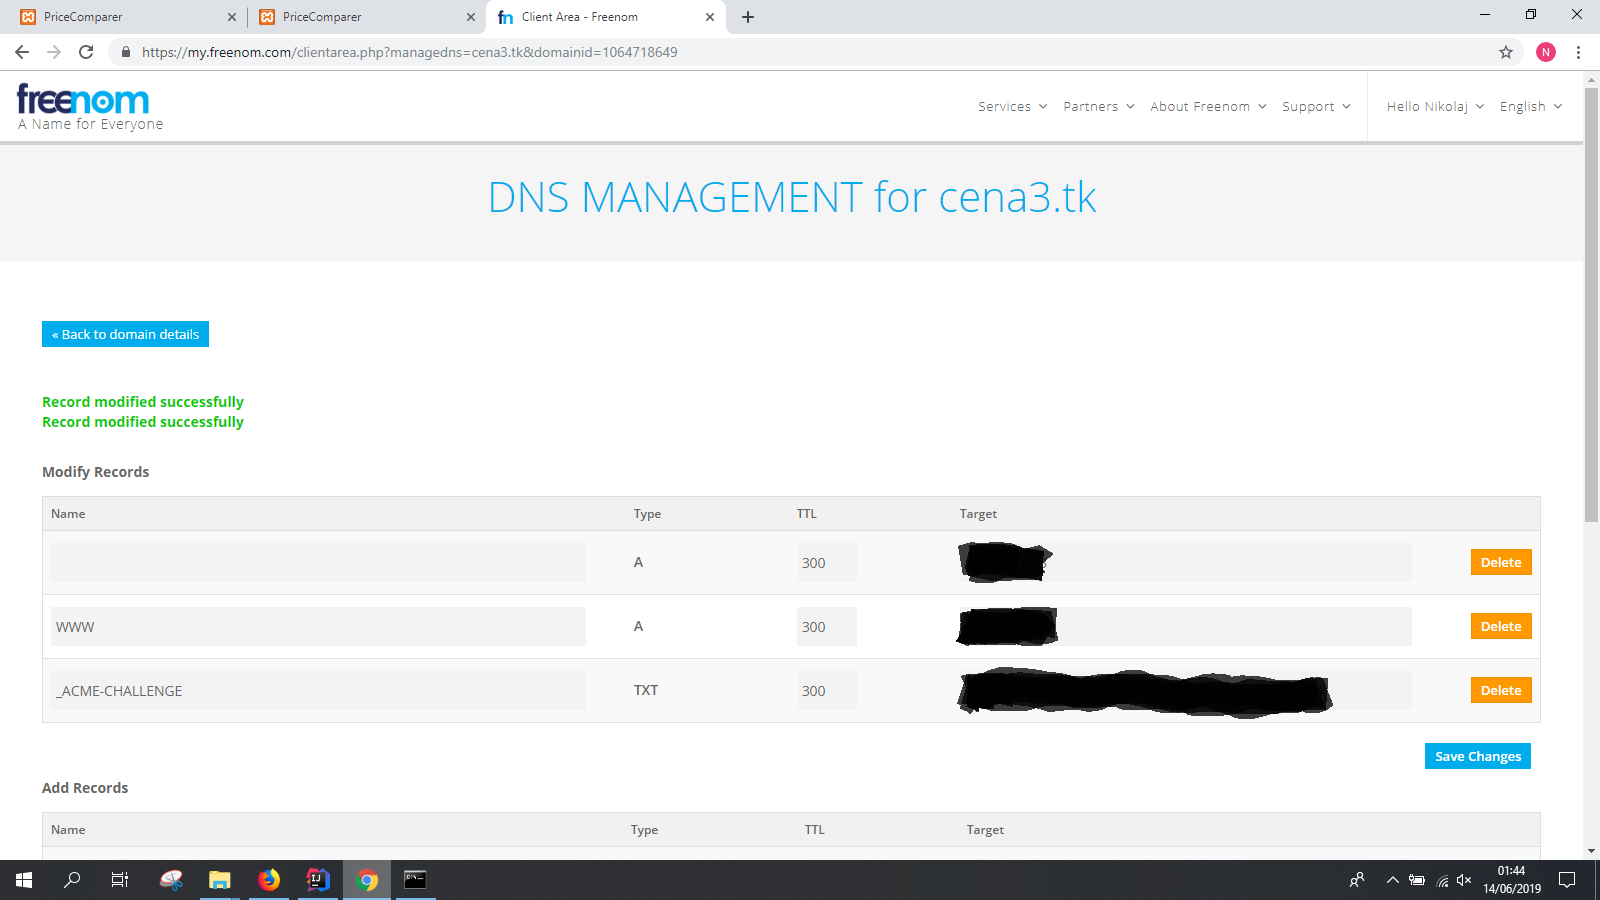 PriceComparer
PriceComparer
Client Area - Freenom
https://my.freenom.com/clientarea.php?managedns=cena3.tk&domainid=1064718649
N
freenom
A Name for Everyone
Services
Partners
About Freenom
Support
Hello Nikolaj
English
DNS MANAGEMENT for cena3.tk
« Back to domain details
Record modified successfully
Record modified successfully
Modify Records
Name Type TTL Target
A 300 Delete
WWW A 300 Delete
_ACME-CHALLENGE TXT 300 Delete
Save Changes
Add Records
Name Type TTL Target
01:44
14/06/2019